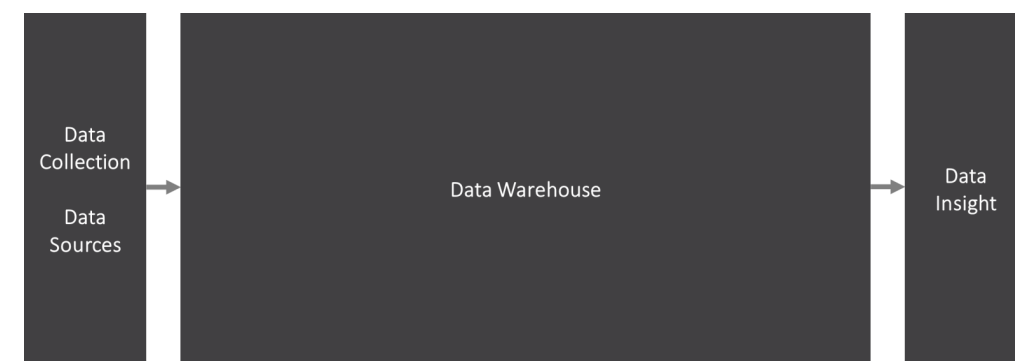 Data
Collection
Data
Sources
Data Warehouse
Data
Insight